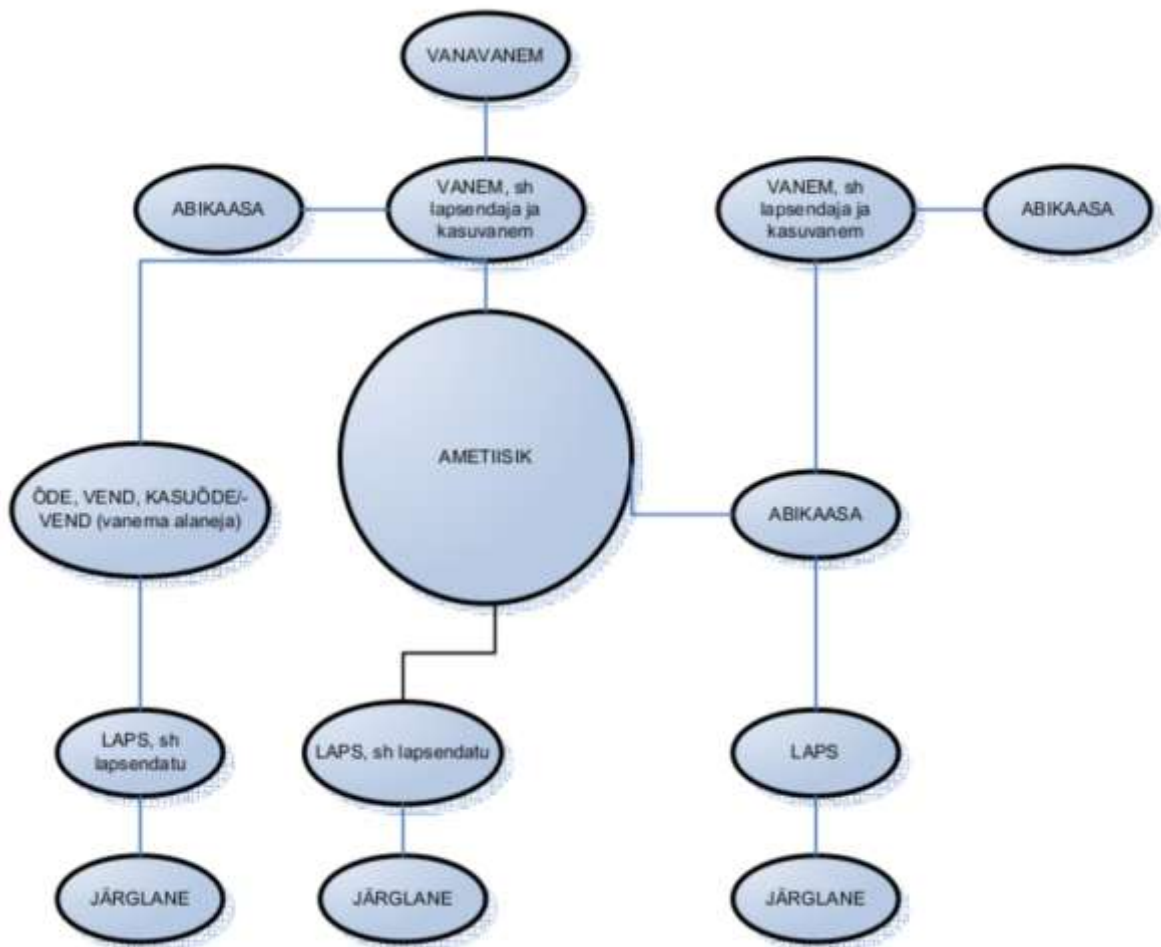 VANAVANEM
ABIKAASA
VANEM, sh
lapsendaja ja
kasuvanem
VANEM, sh
lapsendaja ja
kasuvanem
ABIKAASA
AMETIISIK
ÕDE, VEND, KASUÕDE/-
VEND (vanema alaneja)
ABIKAASA
LAPS, sh
lapsendatu
LAPS, sh lapsendatu
LAPS
JÄRGLANE
JÄRGLANE
JÄRGLANE